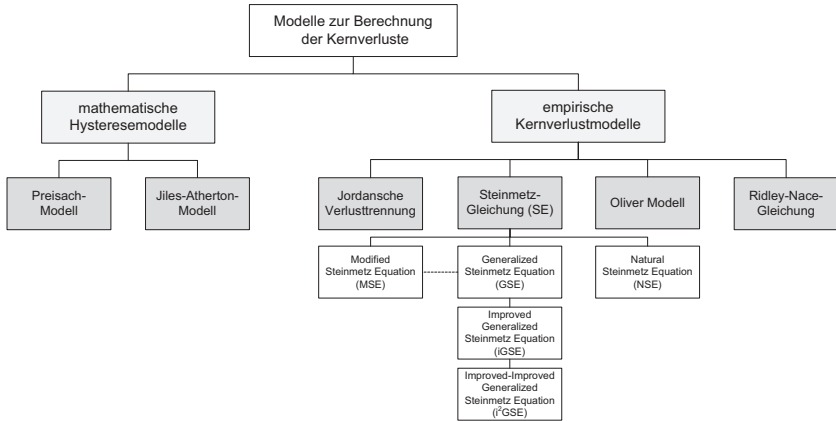 Modelle zur Berechnung
der Kernverluste
mathematische
Hysteresemodelle
empirische
Kernverlustmodelle
Preisach-
Modell
Jiles-Atherton-
Modell
Jordansche
Verlusttrennung
Steinmetz-
Gleichung (SE)
Oliver Modell
Ridley-Nace-
Gleichung
Modified
Steinmetz Equation
(MSE)
Generalized
Steinmetz Equation
(GSE)
Natural
Steinmetz Equation
(NSE)
Improved
Generalized
Steinmetz Equation
(iGSE)
Improved-Improved
Generalized
Steinmetz Equation
(i²GSE)